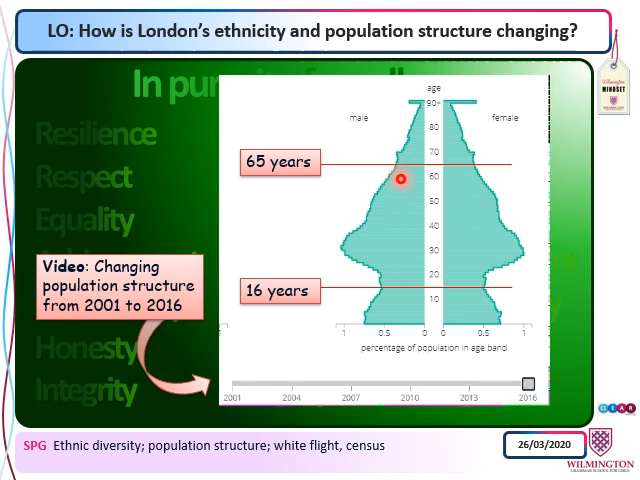 LO: How is London's ethnicity and population structure changing?
Wilmington
MINDSET
In pur
Resilience
Respect
Equality
Honesty
Integrity
age
male
90+
female
80
70
65 years
60
50
40
30
20
16 years
10
Video: Changing
population structure
from 2001 to 2016
1 0.5 0 0 0.5 1
percentage of population in age band
2001 2004 2007 2010 2013 2016
CLEAR
SPG Ethnic diversity; population structure; white flight, census
26/03/2020
WILMINGTON
GRAMMAR SCHOOL FOR GIRLS